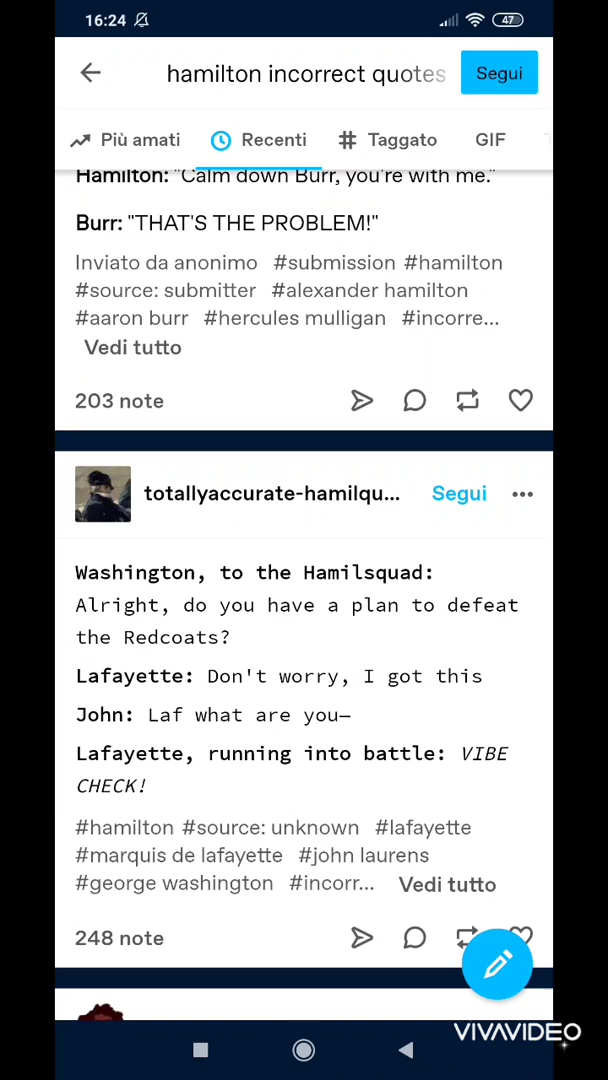 16:24
47
hamilton incorrect quotes
Segui
Più amati
Recenti
Taggato
GIF
Hamilton: "Calm down Burr, you're with me."
Burr: "THAT'S THE PROBLEM!"
Inviato da anonimo #submission #hamilton
#source: submitter #alexander hamilton
#aaron burr #hercules mulligan #incorre...
Vedi tutto
203 note
totallyaccurate-hamilqu...
Segui
Washington, to the Hamilsquad:
Alright, do you have a plan to defeat
the Redcoats?
Lafayette: Don't worry, I got this
John: Laf what are you—
Lafayette, running into battle: VIBE
CHECK!
#hamilton #source: unknown #lafayette
#marquis de lafayette #john laurens
#george washington #incorr... Vedi tutto
248 note
VIVAVIDEO